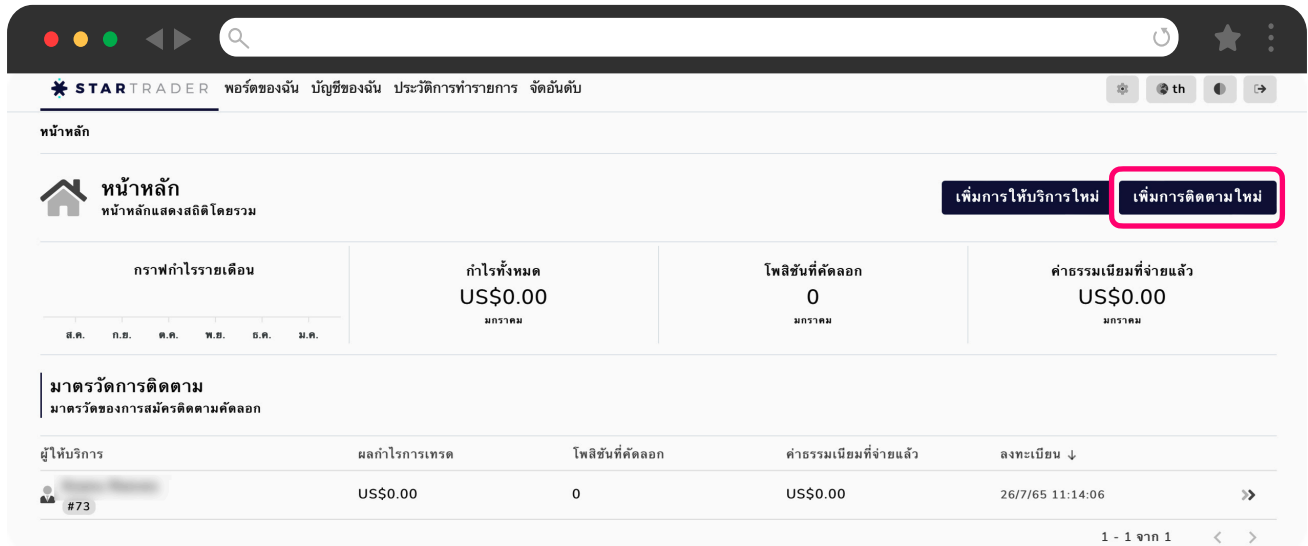 STARTRADER พอร์ตของฉัน บัญชีของฉัน ประวัติการทำรายการ จัดอันดับ th
หน้าหลัก
หน้าหลัก
หน้าหลักแสดงสถิติโดยรวม
เพิ่มการให้บริการใหม่ เพิ่มการติดตามใหม่
กราฟกำไรรายเดือน
ส.ค. ก.ย. ต.ค. พ.ย. ธ.ค. ม.ค.
กำไรทั้งหมด
US$0.00
มกราคม
โพสิชันที่คัดลอก
0
มกราคม
ค่าธรรมเนียมที่จ่ายแล้ว
US$0.00
มกราคม
มาตรวัดการติดตาม
มาตรวัดของการสมัครติดตามคัดลอก
ผู้ให้บริการ ผลกำไรการเทรด โพสิชันที่คัดลอก ค่าธรรมเนียมที่จ่ายแล้ว ลงทะเบียน ↓
#73 US$0.00 0 US$0.00 26/7/65 11:14:06
1 - 1 จาก 1